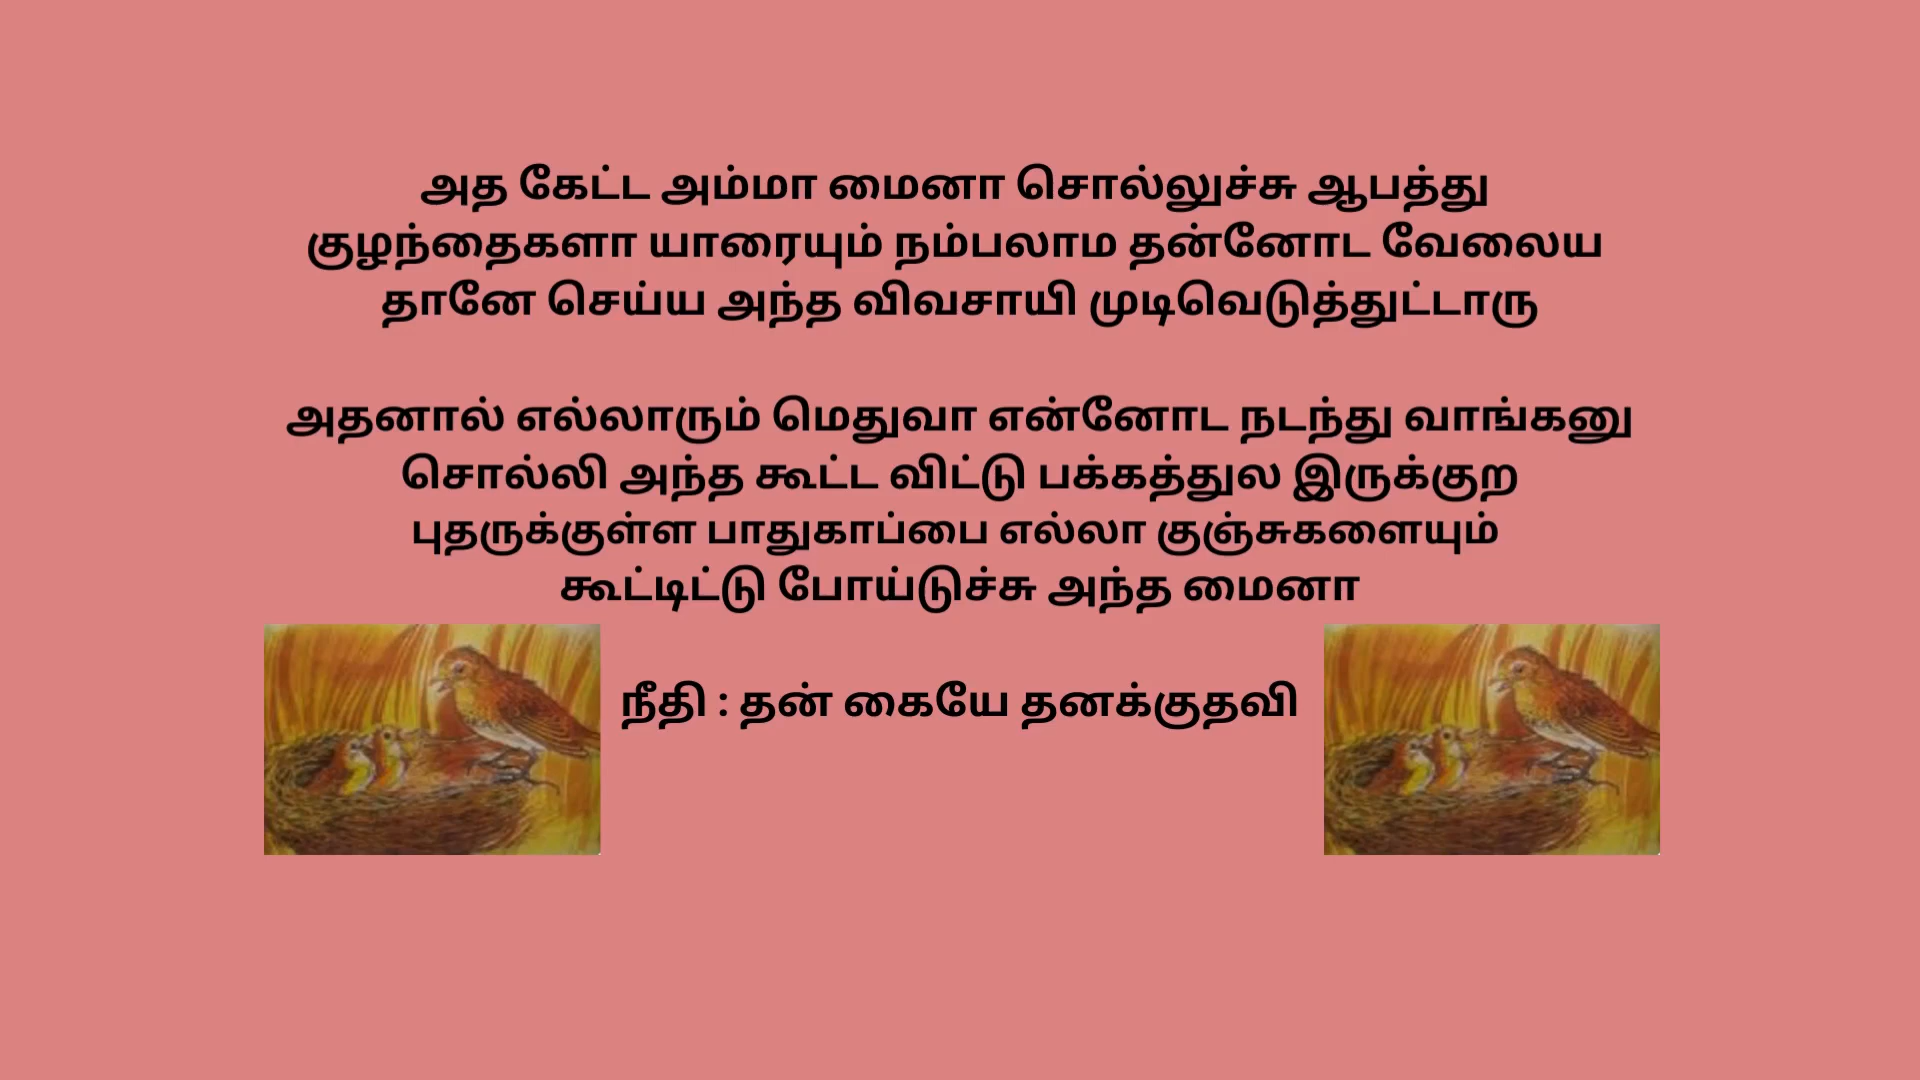 அத கேட்ட அம்மா மைனா சொல்லுச்சு ஆபத்து
குழந்தைகளா யாரையும் நம்பலாம தன்னோட வேலைய
தானே செய்ய அந்த விவசாயி முடிவெடுத்துட்டாரு
அதனால் எல்லாரும் மெதுவா என்னோட நடந்து வாங்கனு
சொல்லி அந்த கூட்ட விட்டு பக்கத்துல இருக்குற
புதருக்குள்ள பாதுகாப்பை எல்லா குஞ்சுகளையும்
கூட்டிட்டு போய்டுச்சு அந்த மைனா
நீதி : தன் கையே தனக்குதவி